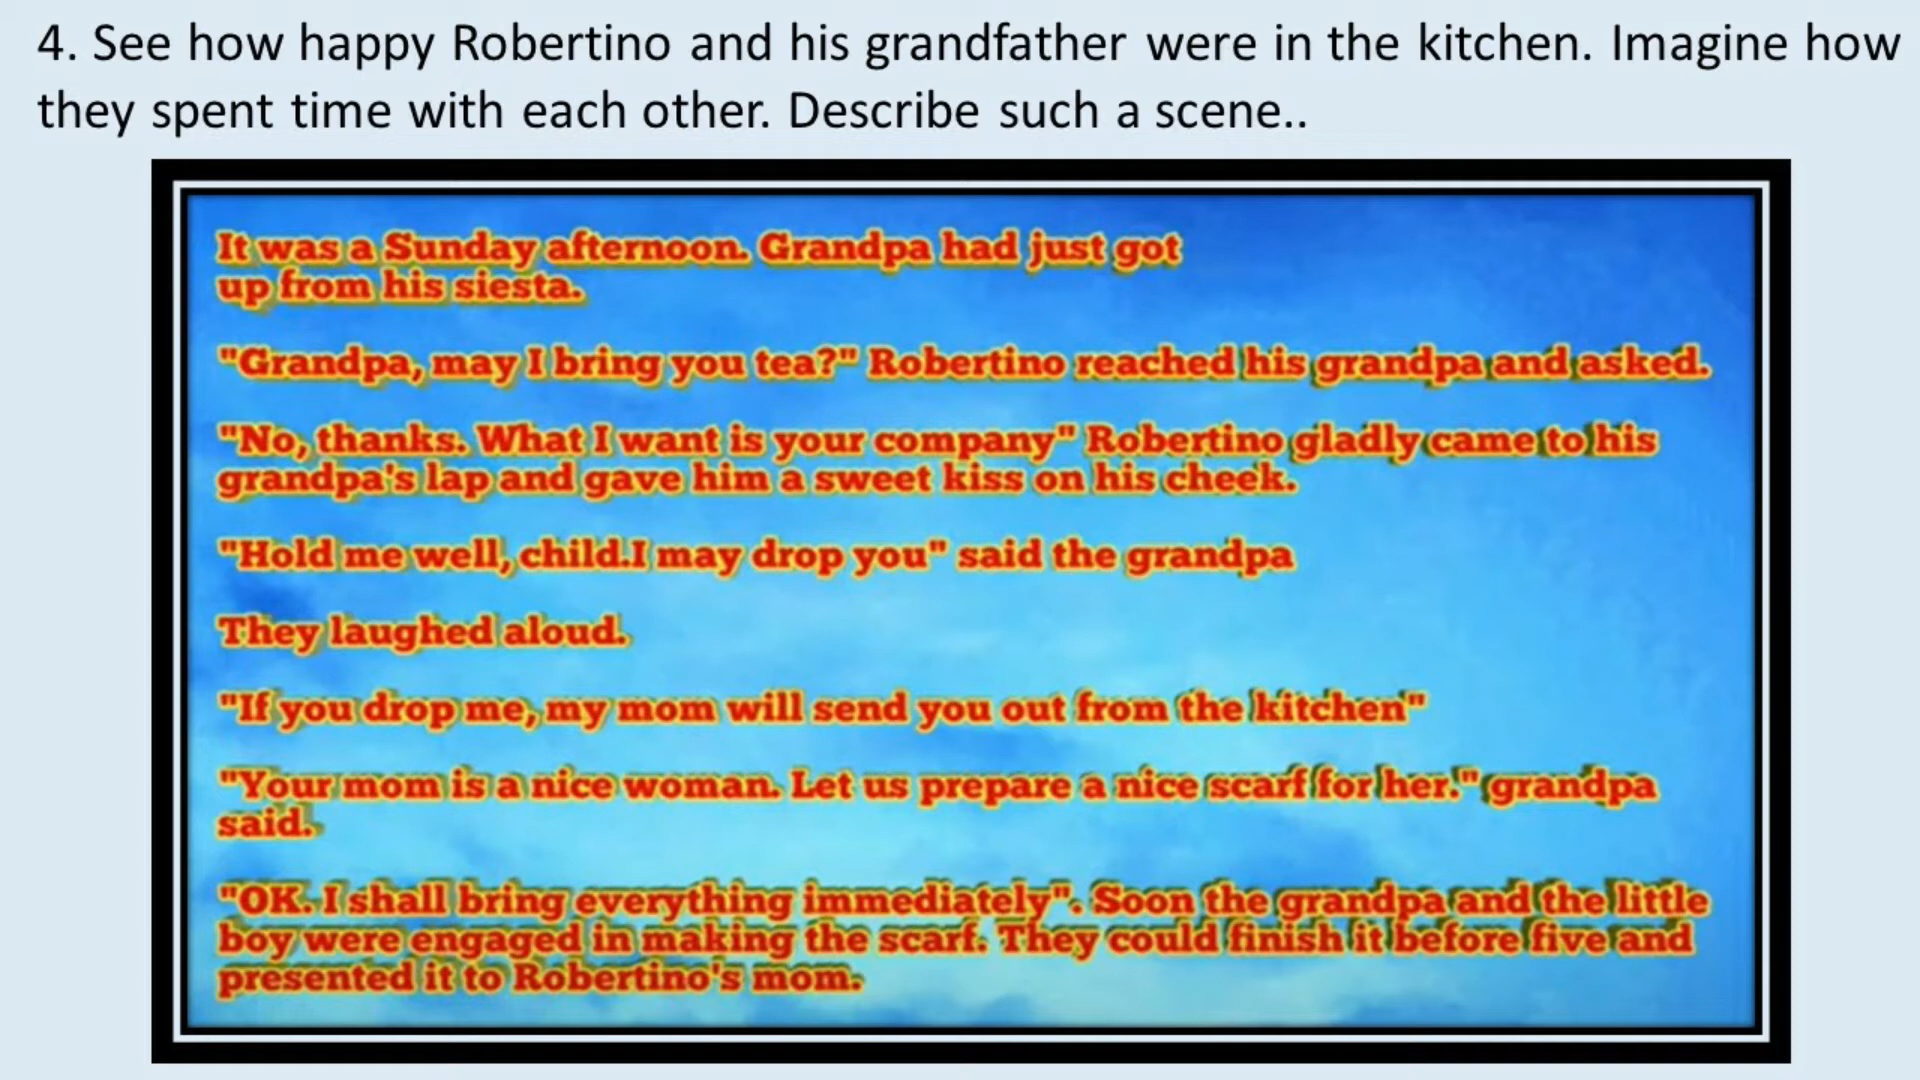 4. See how happy Robertino and his grandfather were in the kitchen. Imagine how
they spent time with each other. Describe such a scene..
It was a Sunday afternoon. Grandpa had just got
up from his siesta.
"Grandpa, may I bring you tea?" Robertino reached his grandpa and asked.
"No, thanks. What I want is your company" Robertino gladly came to his
grandpa's lap and gave him a sweet kiss on his cheek.
"Hold me well, child.I may drop you" said the grandpa
They laughed aloud.
"If you drop me, my mom will send you out from the kitchen"
"Your mom is a nice woman. Let us prepare a nice scarf for her." grandpa
said.
"OK. I shall bring everything immediately". Soon the grandpa and the little
boy were engaged in making the scarf. They could finish it before five and
presented it to Robertino's mom.